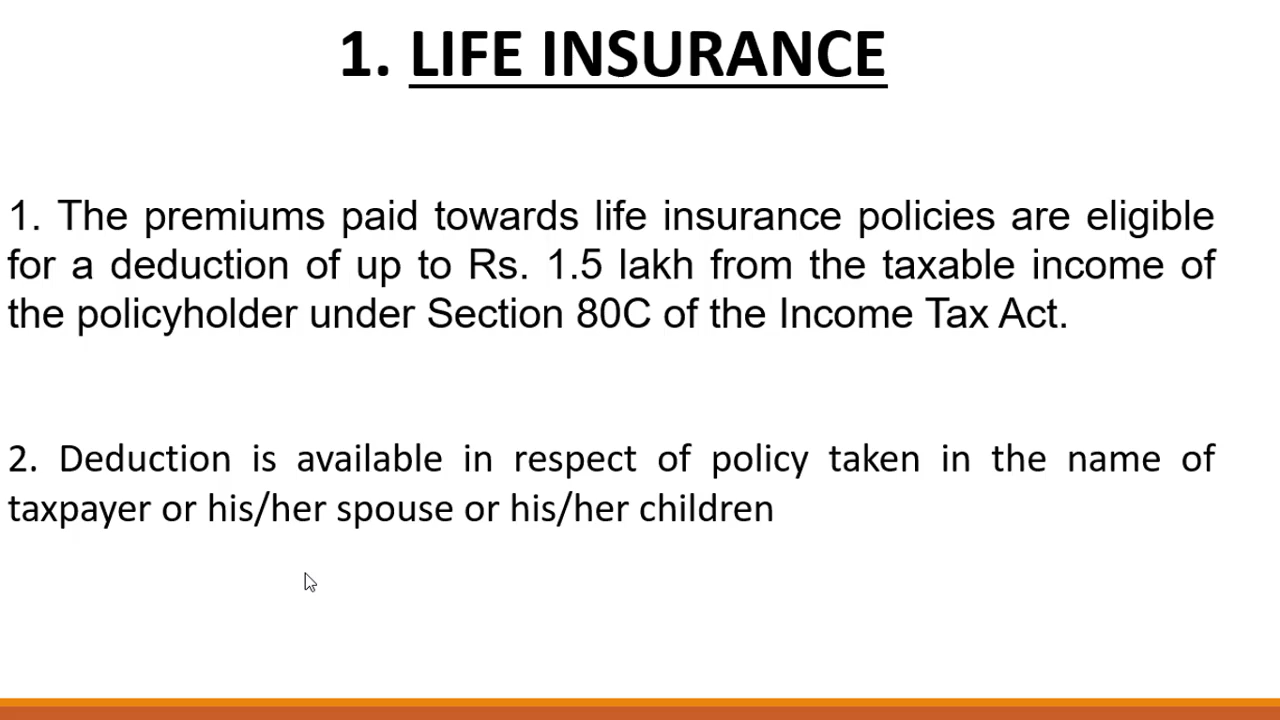 1. LIFE INSURANCE
1. The premiums paid towards life insurance policies are eligible
for a deduction of up to Rs. 1.5 lakh from the taxable income of
the policyholder under Section 80C of the Income Tax Act.
2. Deduction is available in respect of policy taken in the name of
taxpayer or his/her spouse or his/her children